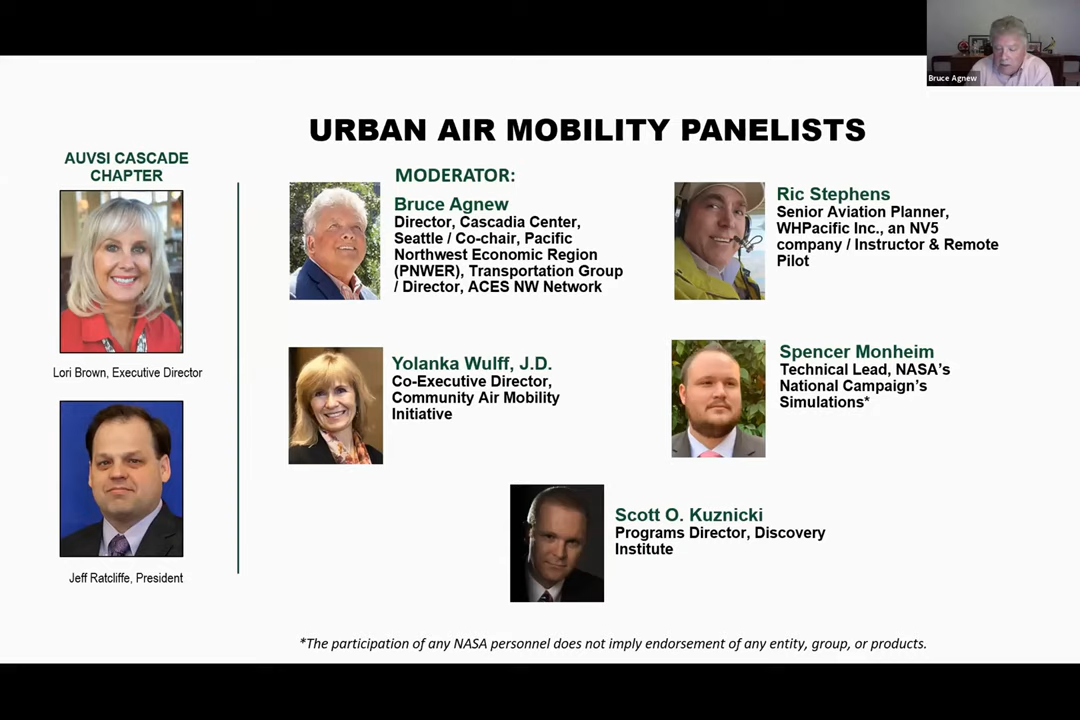 Bruce Agnew
URBAN AIR MOBILITY PANELISTS
AUVSI CASCADE
CHAPTER
Lori Brown, Executive Director
Jeff Ratcliffe, President
MODERATOR:
Bruce Agnew
Director, Cascadia Center,
Seattle / Co-chair, Pacific
Northwest Economic Region
(PNWER), Transportation Group
/ Director, ACES NW Network
Ric Stephens
Senior Aviation Planner,
WHPacific Inc., an NV5
company / Instructor & Remote
Pilot
Yolanka Wulff, J.D.
Co-Executive Director,
Community Air Mobility
Initiative
Spencer Monheim
Technical Lead, NASA's
National Campaign's
Simulations*
Scott O. Kuznicki
Programs Director, Discovery
Institute
*The participation of any NASA personnel does not imply endorsement of any entity, group, or products.